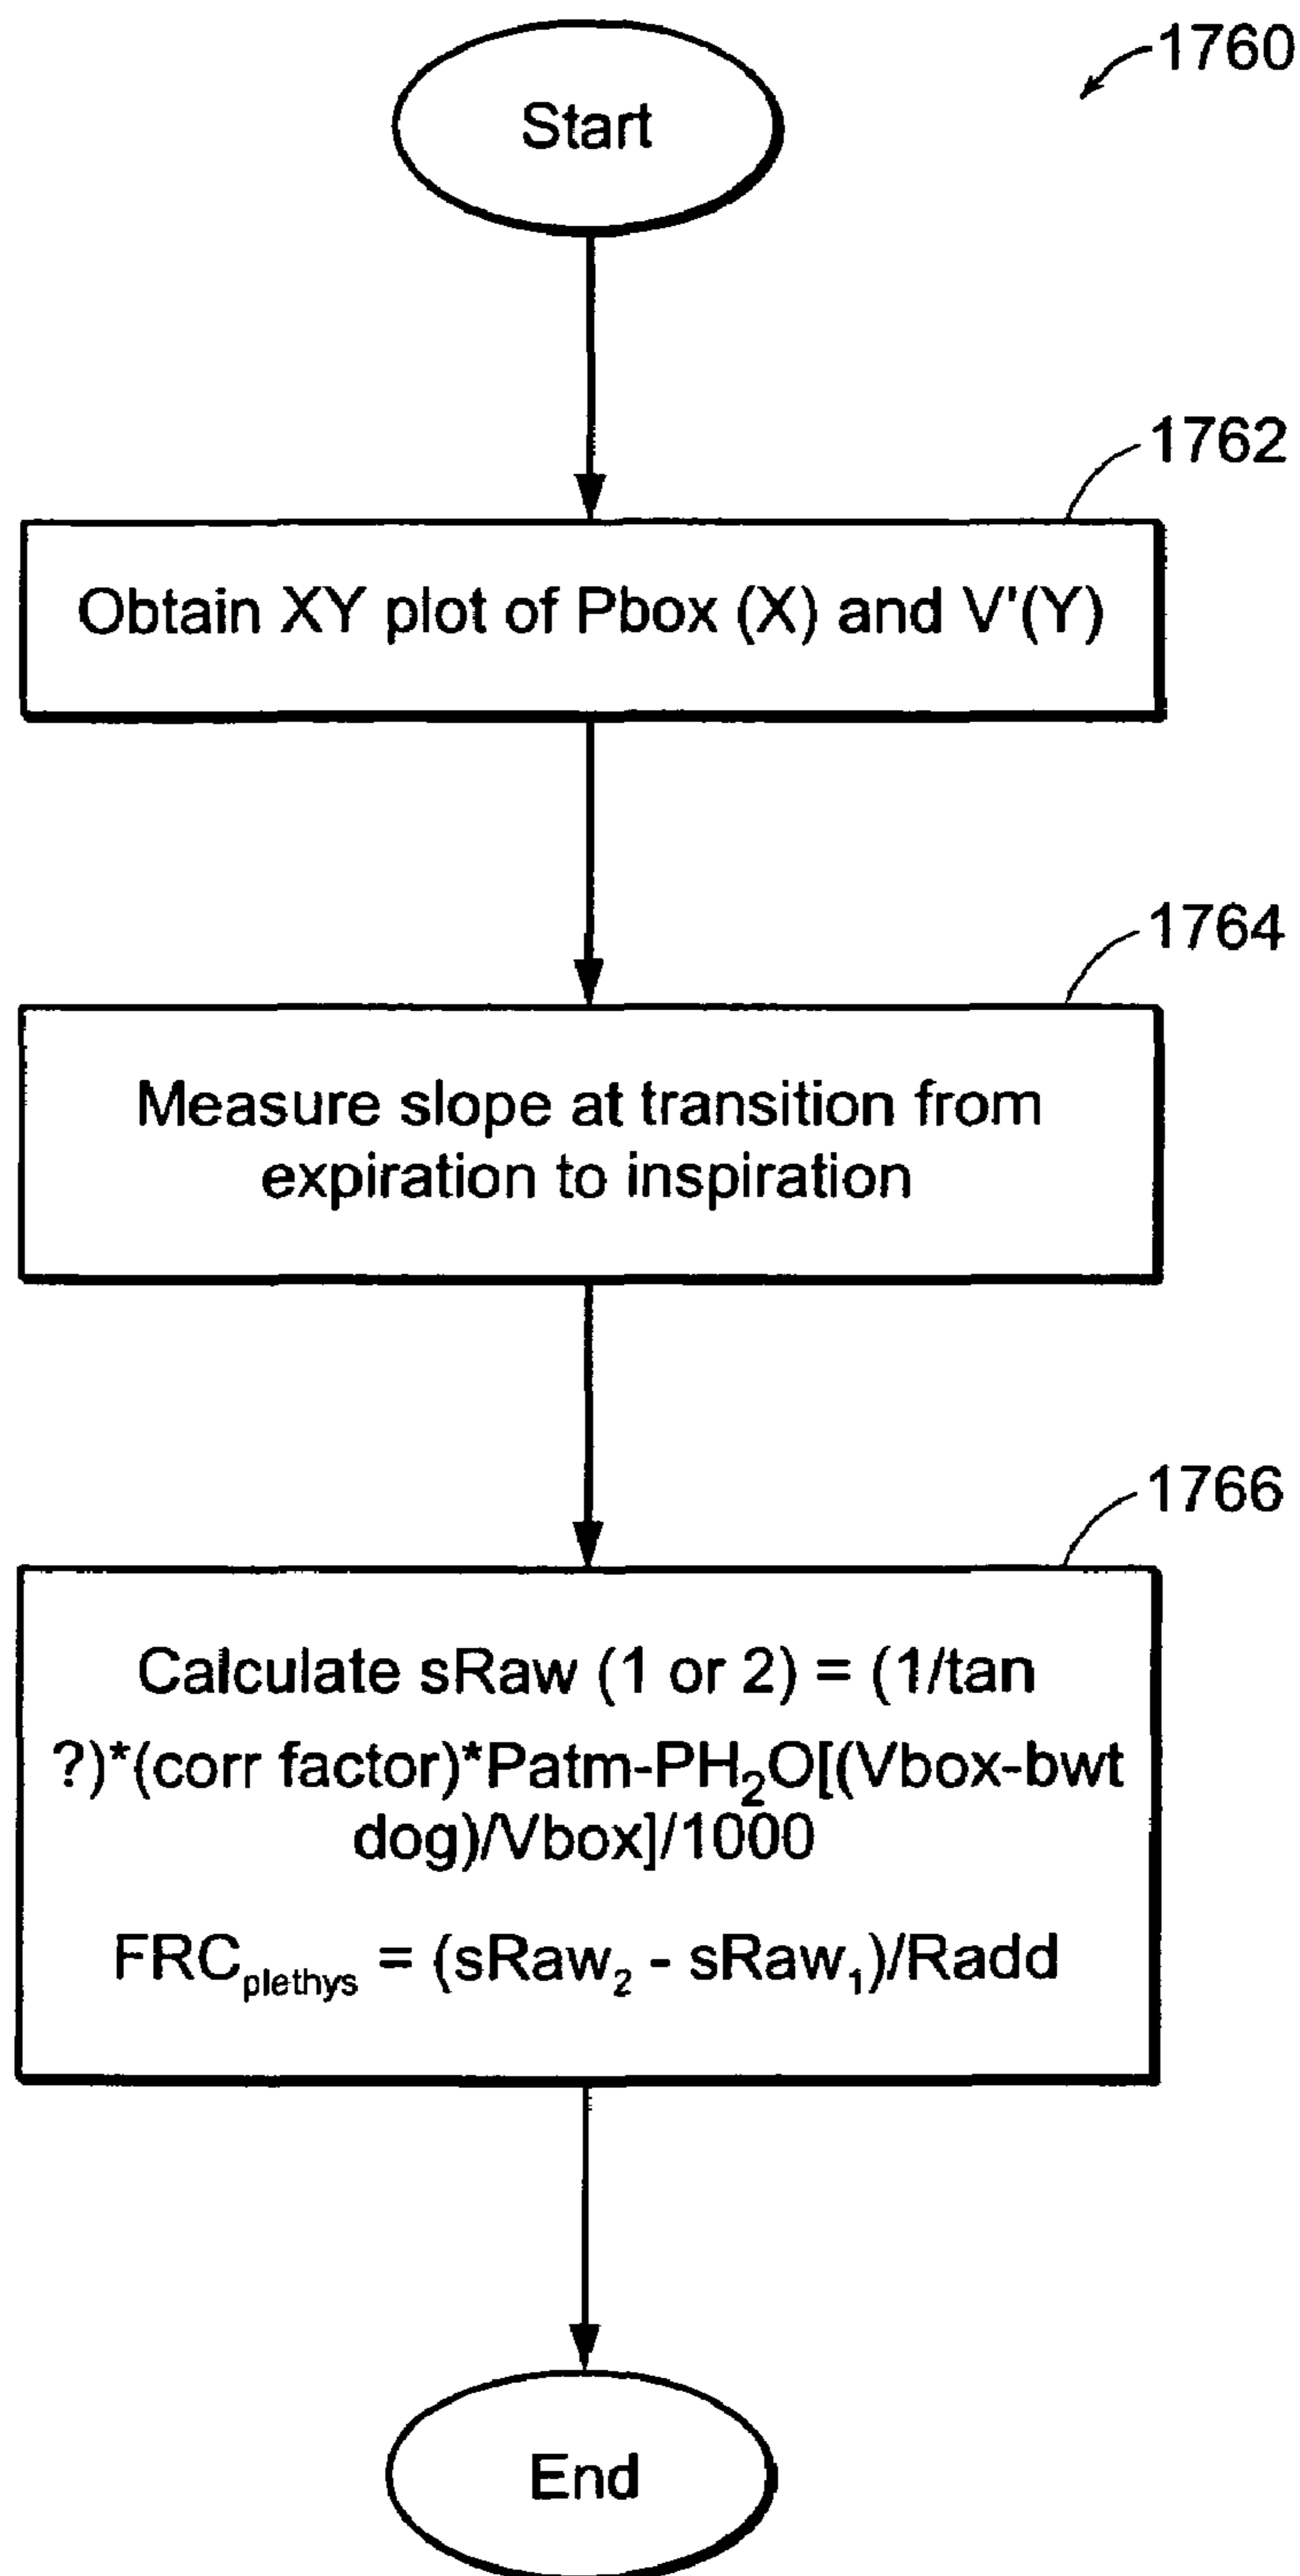 1760
Start
1762
Obtain XY plot of Pbox (X) and V'(Y)
1764
Measure slope at transition from
expiration to inspiration
1766
Calculate sRaw (1 or 2) = (1/tan
?)*(corr factor)*Patm-PH₂O[(Vbox-bwt
dog)/Vbox]/1000
FRCplethys = (sRaw₂ - sRaw₁)/Radd
End